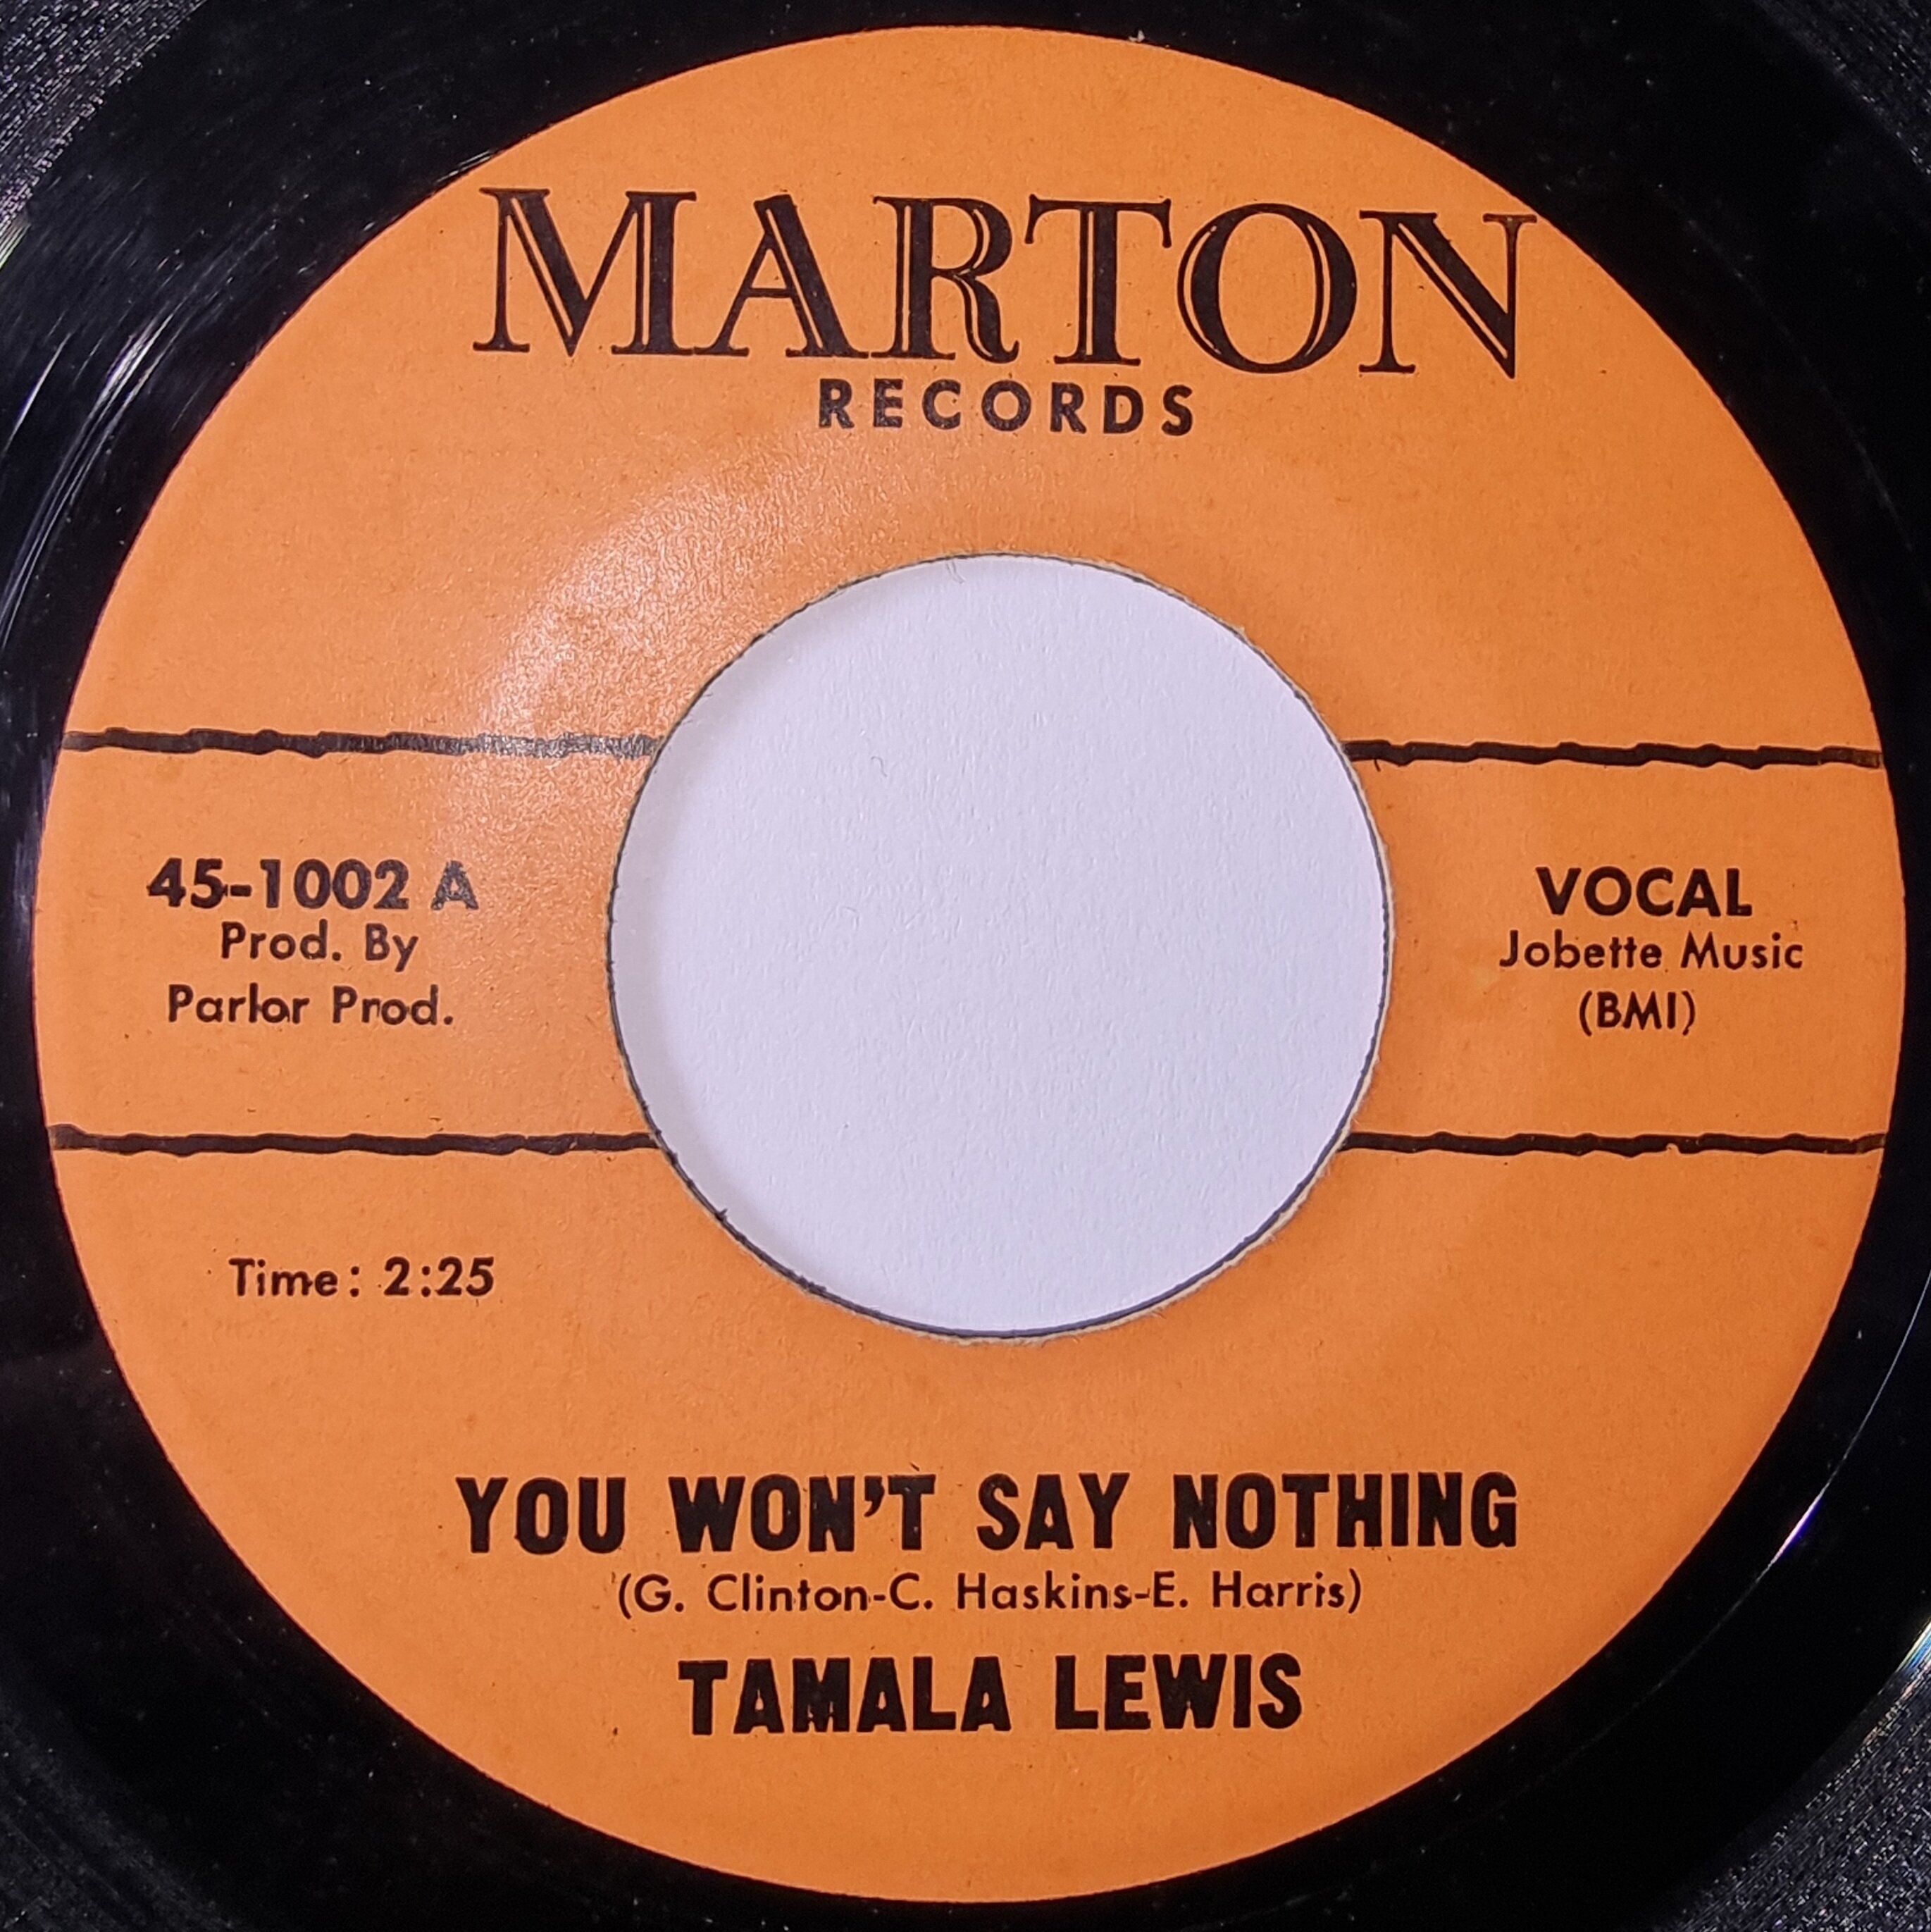 MARTON
RECORDS
45-1002 A
Prod. By
Parlor Prod.
VOCAL
Jobette Music
(BMI)
Time: 2:25
YOU WON'T SAY NOTHING
(G. Clinton-C. Haskins-E. Harris)
TAMALA LEWIS